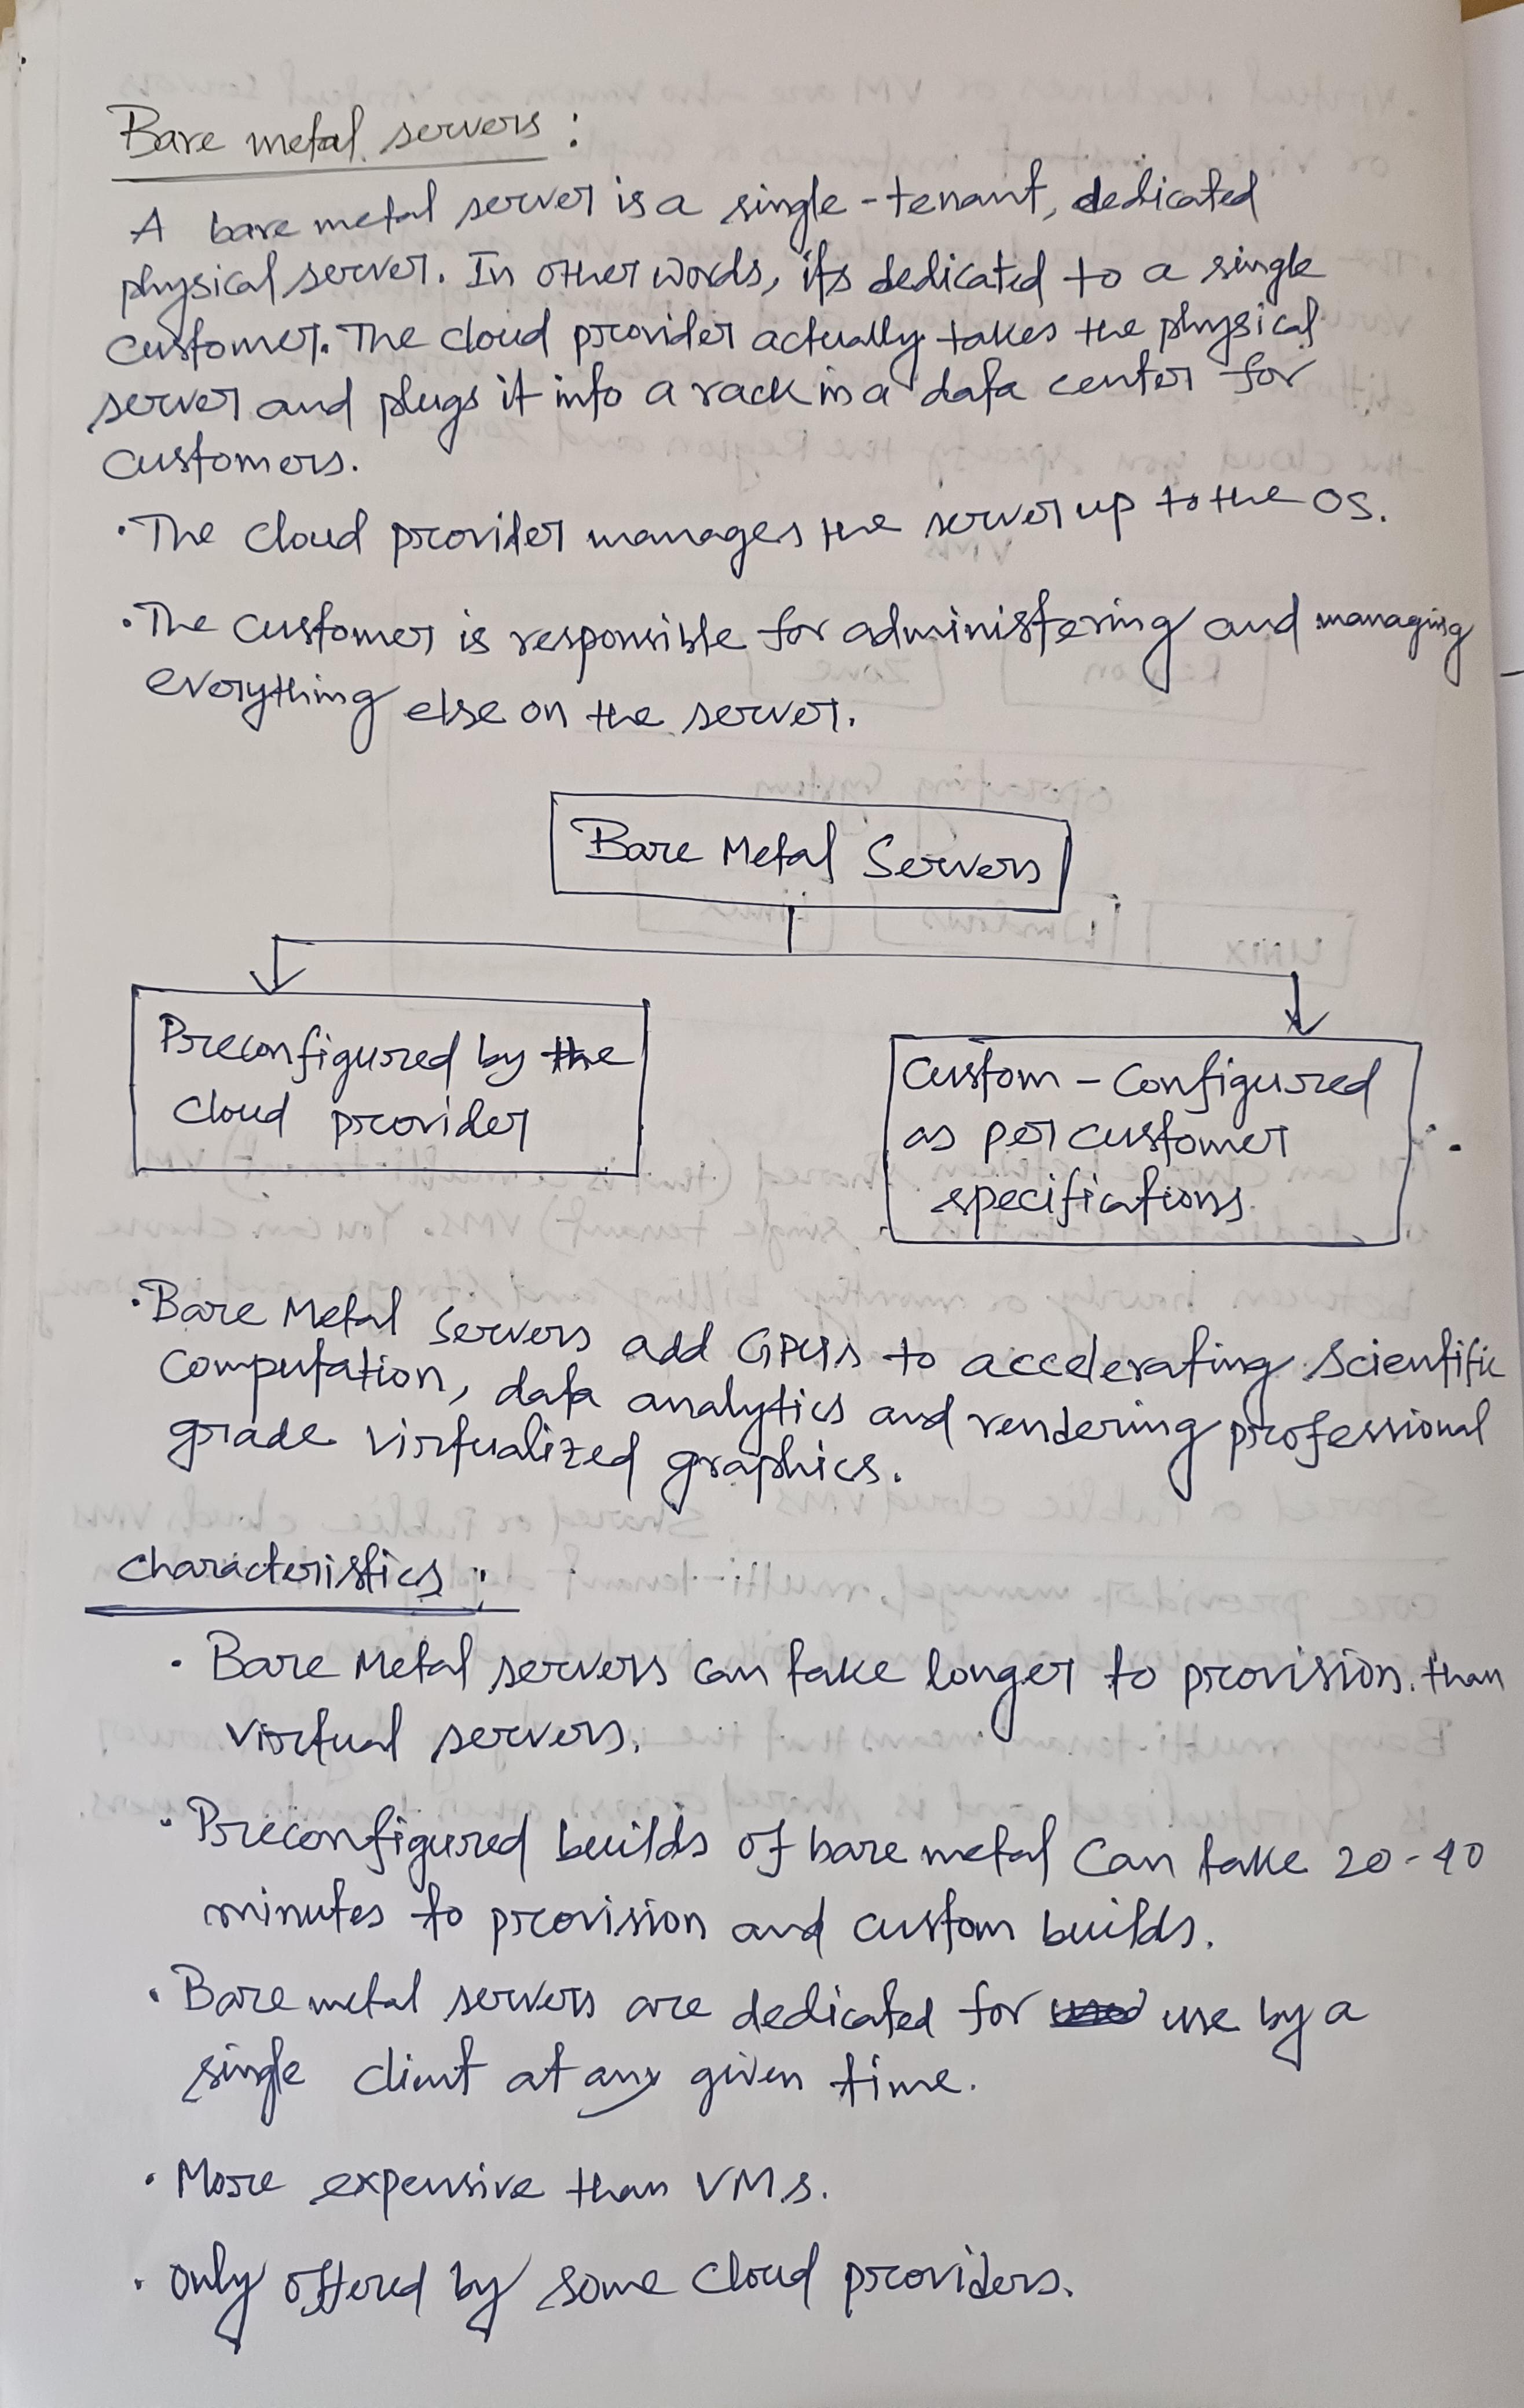 Bare metal servers :
A bare metal server is a single-tenant, dedicated
physical server. In other words, its dedicated to a single
customer. The cloud provider actually takes the physical
server and plugs it into a rack in a data center for
customers.
• The cloud provider manages the server up to the OS.
• The customer is responsible for administering and managing
everything else on the server.
Bare Metal Servers
Preconfigured by the
cloud provider
Custom - Configured
as per customer
specifications.
• Bare Metal Servers add GPUs to accelerating scientific
computation, data analytics and rendering professional
grade virtualized graphics.
Characteristics :
• Bare Metal servers can take longer to provision. than
virtual servers.
• Preconfigured builds of bare metal can take 20-40
minutes to provision and custom builds.
• Bare metal servers are dedicated for use by a
single client at any given time.
• More expensive than VMs.
• only offered by some cloud providers.